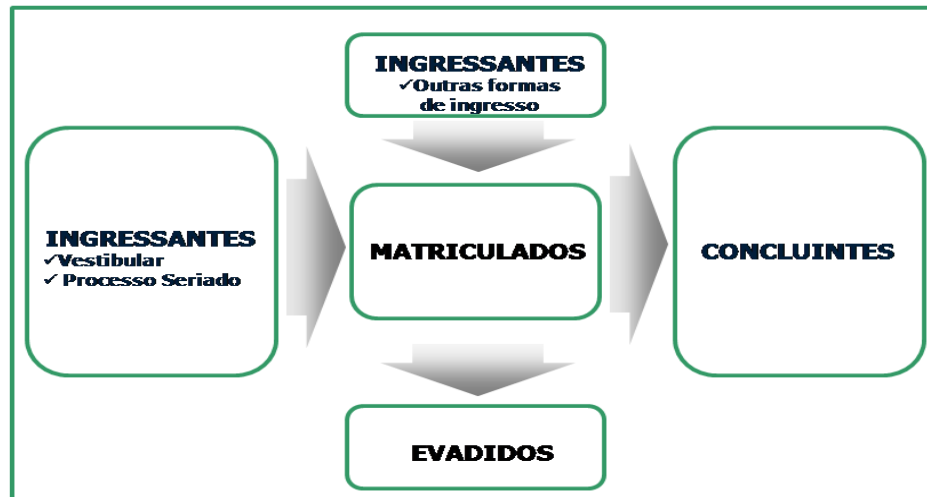 INGRESSANTES
✓Outras formas
de ingresso
INGRESSANTES
✓Vestibular
✓ Processo Seriado
MATRICULADOS
CONCLUINTES
EVADIDOS